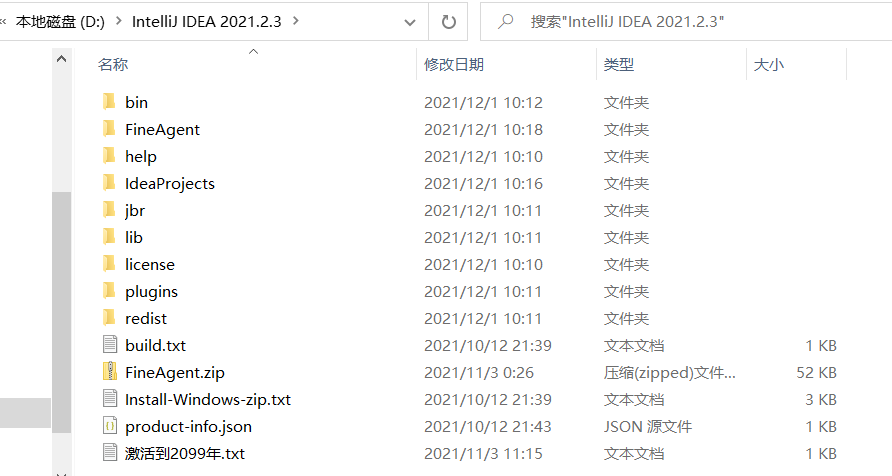 « 本地磁盘 (D:) > IntelliJ IDEA 2021.2.3 > 搜索"IntelliJ IDEA 2021.2.3"
名称 修改日期 类型 大小
bin 2021/12/1 10:12 文件夹
FineAgent 2021/12/1 10:18 文件夹
help 2021/12/1 10:10 文件夹
IdeaProjects 2021/12/1 10:16 文件夹
jbr 2021/12/1 10:11 文件夹
lib 2021/12/1 10:11 文件夹
license 2021/12/1 10:10 文件夹
plugins 2021/12/1 10:11 文件夹
redist 2021/12/1 10:11 文件夹
build.txt 2021/10/12 21:39 文本文档 1 KB
FineAgent.zip 2021/11/3 0:26 压缩(zipped)文件... 52 KB
Install-Windows-zip.txt 2021/10/12 21:39 文本文档 3 KB
product-info.json 2021/10/12 21:43 JSON 源文件 1 KB
激活到2099年.txt 2021/11/3 11:15 文本文档 1 KB